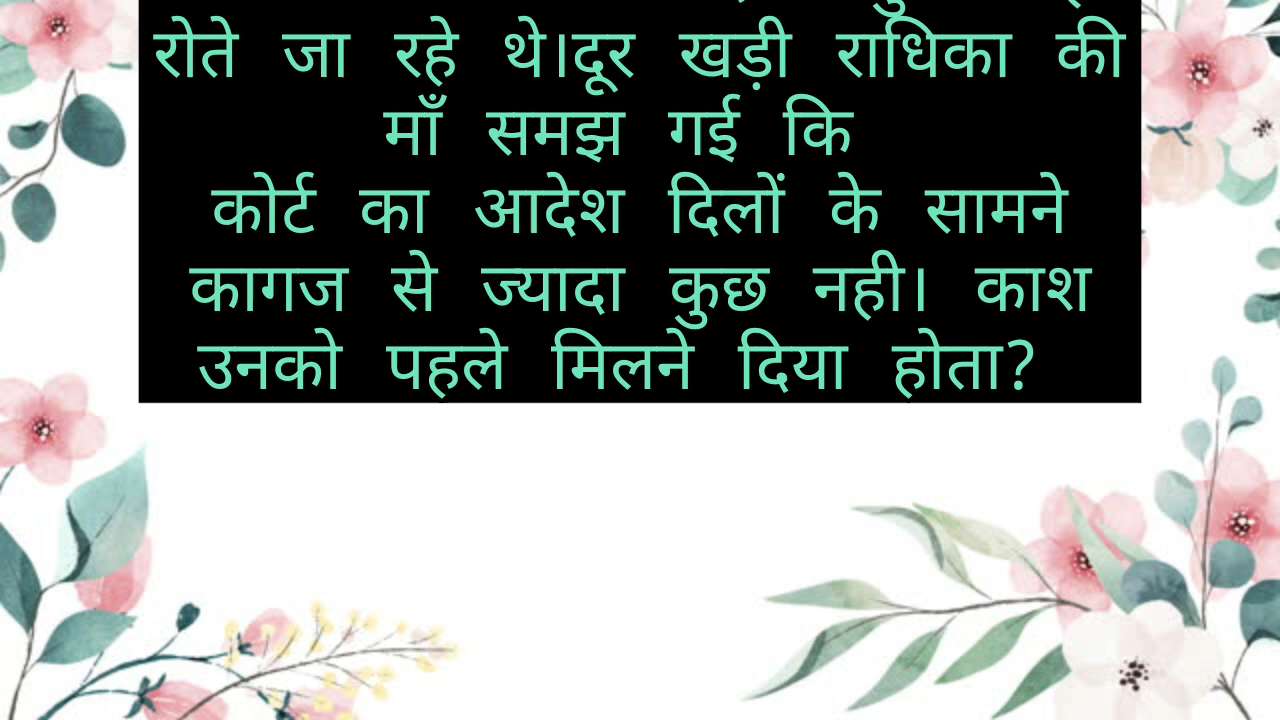 रोते जा रहे थे।दूर खड़ी राधिका की
माँ समझ गई कि
कोर्ट का आदेश दिलों के सामने
कागज से ज्यादा कुछ नही। काश
उनको पहले मिलने दिया होता?